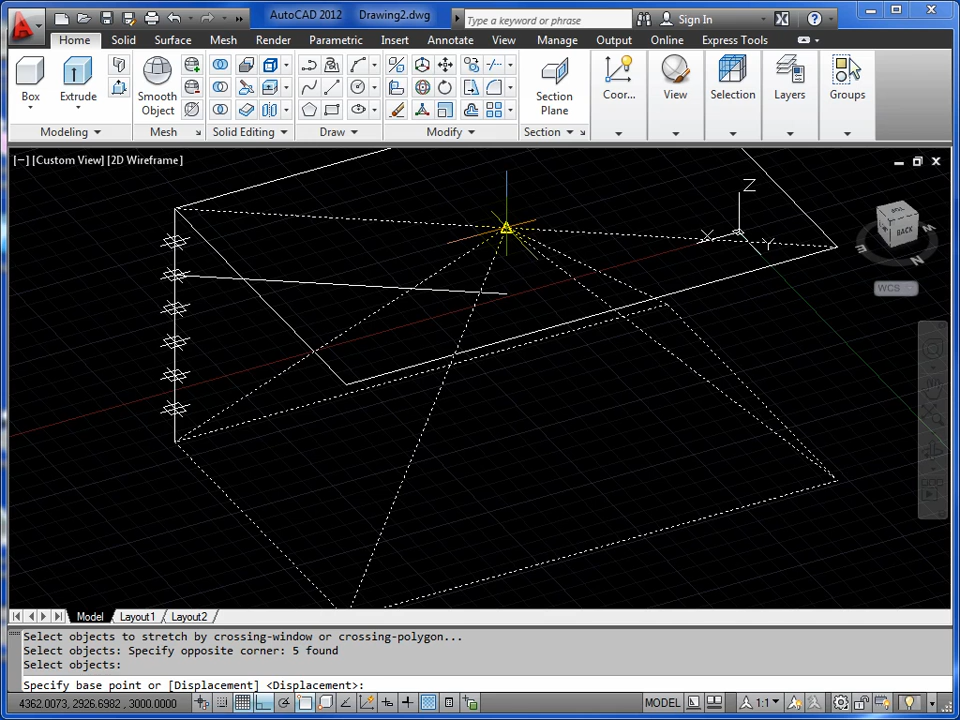 AutoCAD 2012 Drawing2.dwg
Type a keyword or phrase
Sign In
Home Solid Surface Mesh Render Parametric Insert Annotate View Manage Output Online Express Tools
Box
Extrude
Smooth
Object
Section
Plane
Coor...
View
Selection
Layers
Groups
Modeling
Mesh
Solid Editing
Draw
Modify
Section
[−] [Custom View] [2D Wireframe]
Z
X
Y
TOP
BACK
E
N
M
WCS
Model Layout1 Layout2
Select objects to stretch by crossing-window or crossing-polygon...
Select objects: Specify opposite corner: 5 found
Select objects:
Specify base point or [Displacement] <Displacement>:
4362.0073, 2926.6982 , 3000.0000
MODEL
1:1